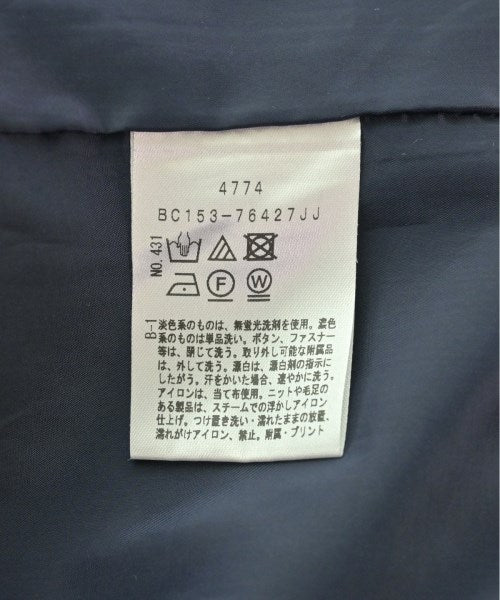 4774
BC153-76427JJ
NO.431
F
W
B-1
淡色系のものは、無蛍光洗剤を使用。濃色
系のものは単品洗い。ボタン、ファスナー
等は、閉じて洗う。取り外し可能な附属品
は、外して洗う。漂白は、漂白剤の指示に
したがう。汗をかいた場合、速やかに洗う。
アイロンは、当て布使用。ニットや毛足の
ある製品は、スチームでの浮かしアイロン
仕上げ。つけ置き洗い・濡れたままの放置、
濡れがけアイロン、禁止。附属・プリント